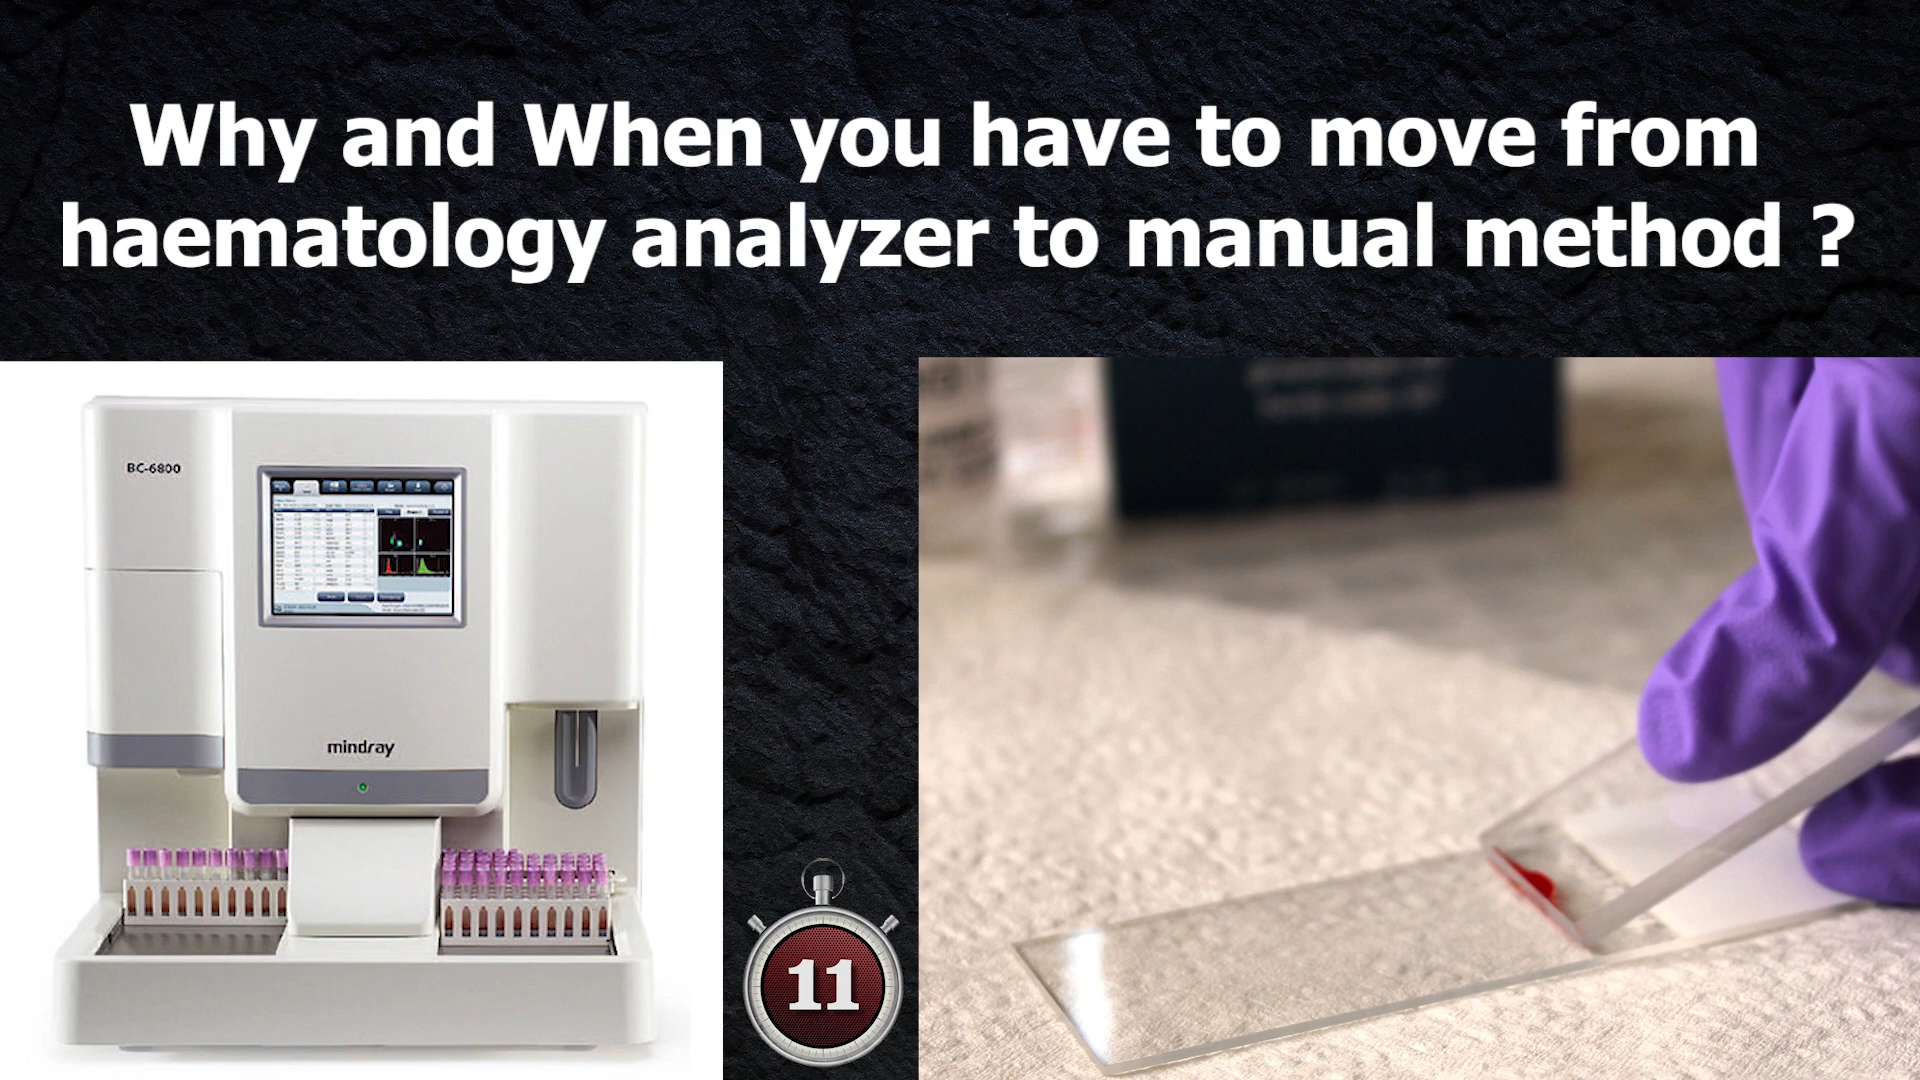 Why and When you have to move from
haematology analyzer to manual method ?
BC-6800
mindray
11